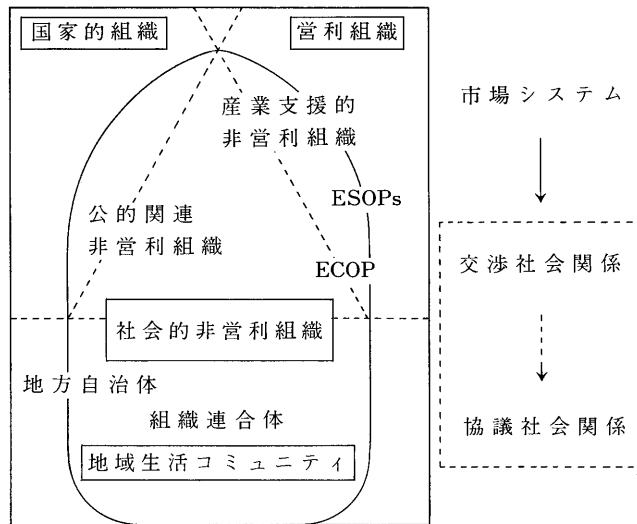 国家的組織
営利組織
産業支援的
非営利組織
ESOPs
公的関連
非営利組織
ECOP
社会的非営利組織
地方自治体
組織連合体
地域生活コミュニティ
市場システム
交渉社会関係
協議社会関係